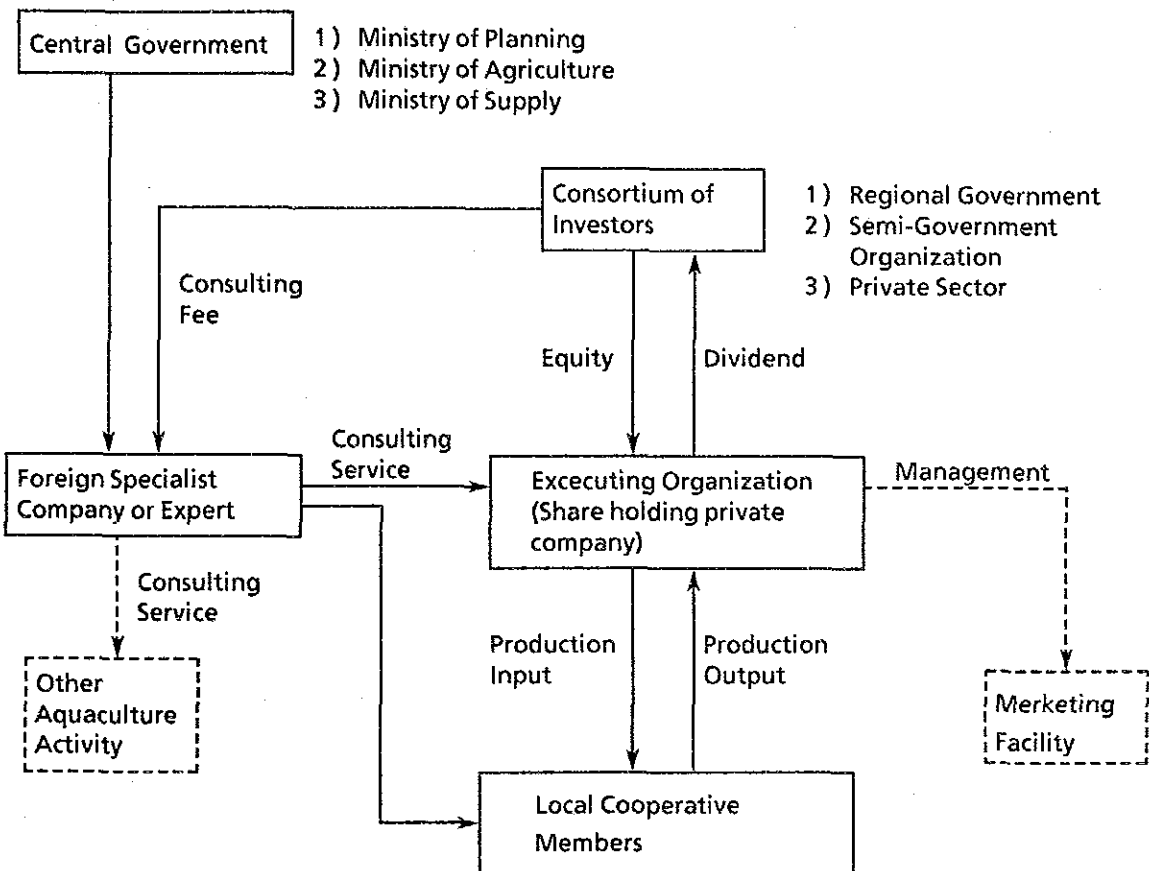 Central Government
1) Ministry of Planning
2) Ministry of Agriculture
3) Ministry of Supply
Consortium of
Investors
1) Regional Government
2) Semi-Government
Organization
3) Private Sector
Consulting
Fee
Equity
Dividend
Consulting
Service
Foreign Specialist
Company or Expert
Excecuting Organization
(Share holding private
company)
Management
Consulting
Service
Production
Input
Production
Output
Other
Aquaculture
Activity
Merketing
Facility
Local Cooperative
Members